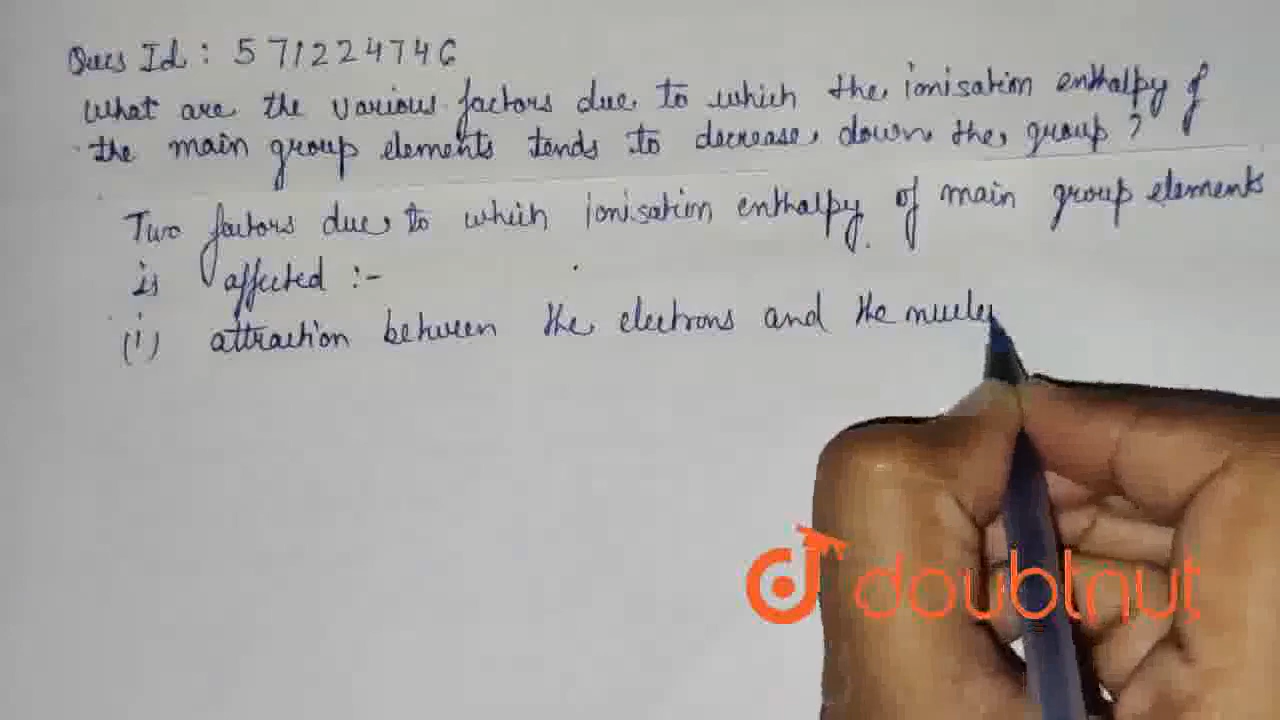 Ques Id : 571224746
What are the various factors due to which the ionisation enthalpy of
the main group elements tends to decrease down the group ?
Two factors due to which ionisation enthalpy of main group elements
is affected :-
(i) attraction between the electrons and the nucle
doubtnut